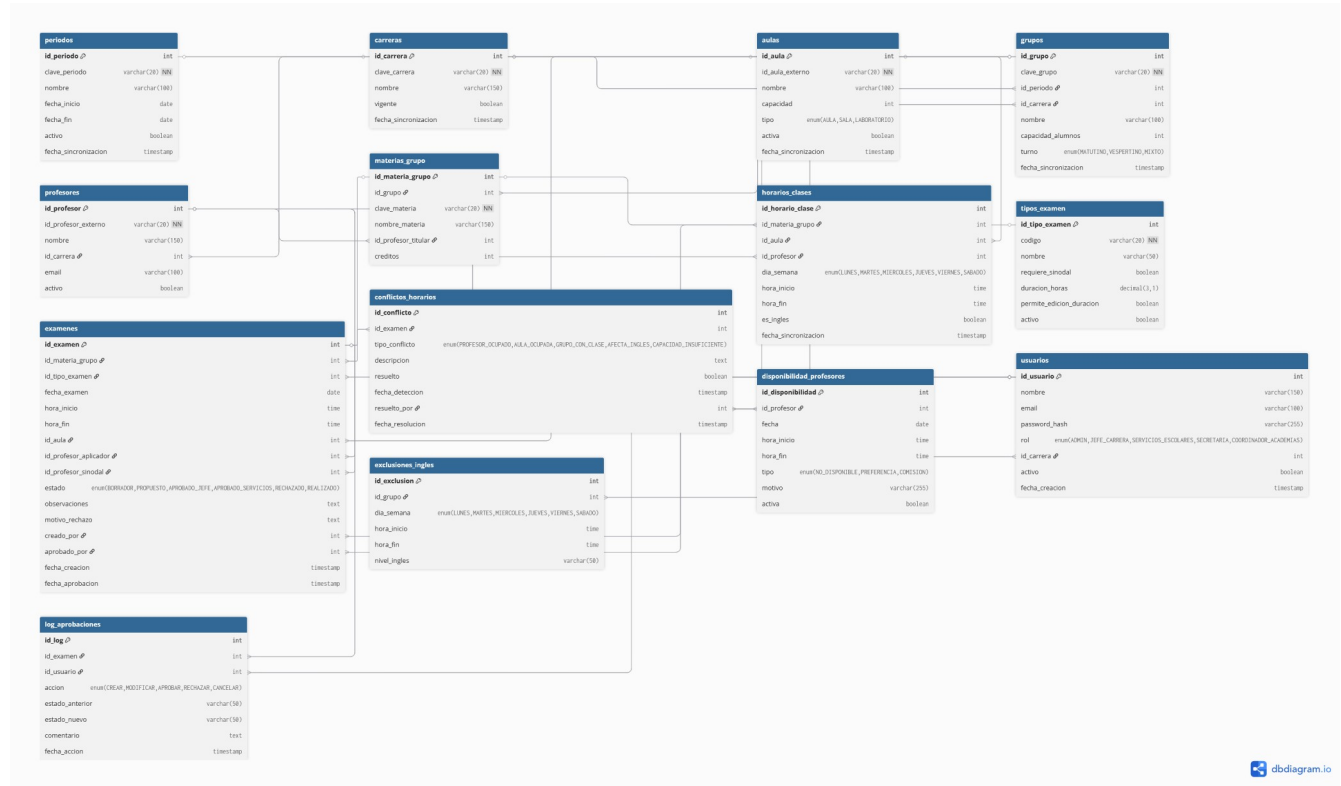 periodos
id_periodo int
clave_periodo varchar(20) NN
nombre varchar(100)
fecha_inicio date
fecha_fin date
activo boolean
fecha_sincronizacion timestamp
carreras
id_carrera int
clave_carrera varchar(20) NN
nombre varchar(150)
vigente boolean
fecha_sincronizacion timestamp
aulas
id_aula int
id_aula_externo varchar(20) NN
nombre varchar(100)
capacidad int
tipo enum(AULA,SALA,LABORATORIO)
activa boolean
fecha_sincronizacion timestamp
grupos
id_grupo int
clave_grupo varchar(20) NN
id_periodo int
id_carrera int
nombre varchar(100)
capacidad_alumnos int
turno enum(MATUTINO,VESPERTINO,MIXTO)
fecha_sincronizacion timestamp
profesores
id_profesor int
id_profesor_externo varchar(20) NN
nombre varchar(150)
id_carrera int
email varchar(100)
activo boolean
materias_grupo
id_materia_grupo int
id_grupo int
clave_materia varchar(20) NN
nombre_materia varchar(150)
id_profesor_titular int
creditos int
horarios_clases
id_horario_clase int
id_materia_grupo int
id_aula int
id_profesor int
dia_semana enum(LUNES,MARTES,MIERCOLES,JUEVES,VIERNES,SABADO)
hora_inicio time
hora_fin time
es_ingles boolean
fecha_sincronizacion timestamp
tipos_examen
id_tipo_examen int
codigo varchar(20) NN
nombre varchar(50)
requiere_sinodal boolean
duracion_horas decimal(3,1)
permite_edicion_duracion boolean
activo boolean
examenes
id_examen int
id_materia_grupo int
id_tipo_examen int
fecha_examen date
hora_inicio time
hora_fin time
id_aula int
id_profesor_aplicador int
id_profesor_sinodal int
estado enum(BORRADOR,PROPUESTO,APROBADO_JEFE,APROBADO_SERVICIOS,RECHAZADO,REALIZADO)
observaciones text
motivo_rechazo text
creado_por int
aprobado_por int
fecha_creacion timestamp
fecha_aprobacion timestamp
conflictos_horarios
id_conflicto int
id_examen int
tipo_conflicto enum(PROFESOR_OCUPADO,AULA_OCUPADA,GRUPO_CON_CLASE,AFECTA_INGLES,CAPACIDAD_INSUFICIENTE)
descripcion text
resuelto boolean
fecha_deteccion timestamp
resuelto_por int
fecha_resolucion timestamp
disponibilidad_profesores
id_disponibilidad int
id_profesor int
fecha date
hora_inicio time
hora_fin time
tipo enum(NO_DISPONIBLE,PREFERENCIA,COMISION)
motivo varchar(255)
activa boolean
usuarios
id_usuario int
nombre varchar(150)
email varchar(100)
password_hash varchar(255)
rol enum(ADMIN,JEFE_CARRERA,SERVICIOS_ESCOLARES,SECRETARIA,COORDINADOR_ACADEMIAS)
id_carrera int
activo boolean
fecha_creacion timestamp
exclusiones_ingles
id_exclusion int
id_grupo int
dia_semana enum(LUNES,MARTES,MIERCOLES,JUEVES,VIERNES,SABADO)
hora_inicio time
hora_fin time
nivel_ingles varchar(50)
log_aprobaciones
id_log int
id_examen int
id_usuario int
accion enum(CREAR,MODIFICAR,APROBAR,RECHAZAR,CANCELAR)
estado_anterior varchar(50)
estado_nuevo varchar(50)
comentario text
fecha_accion timestamp
dbdiagram.io